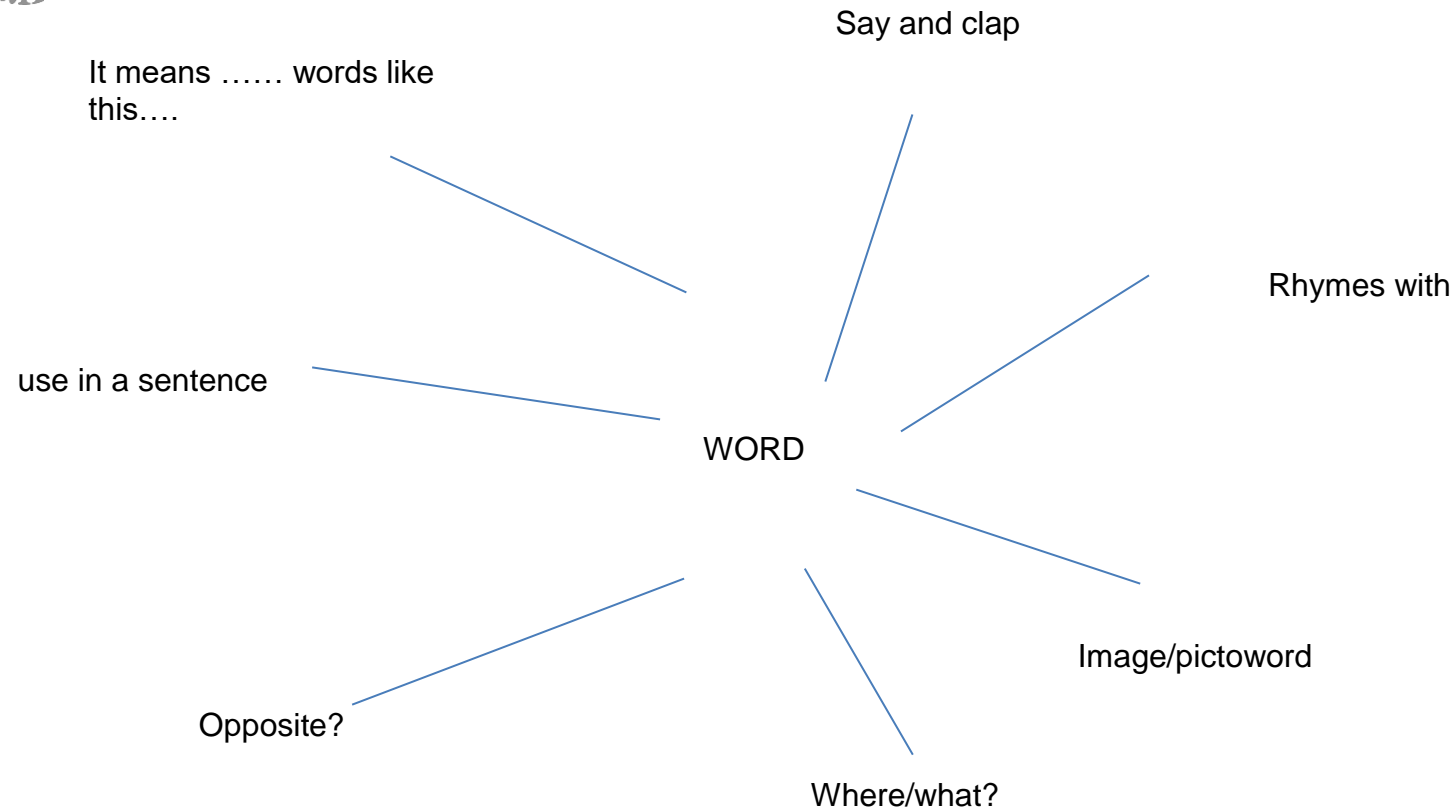 Say and clap
It means …… words like
this….
Rhymes with
use in a sentence
WORD
Image/pictoword
Opposite?
Where/what?